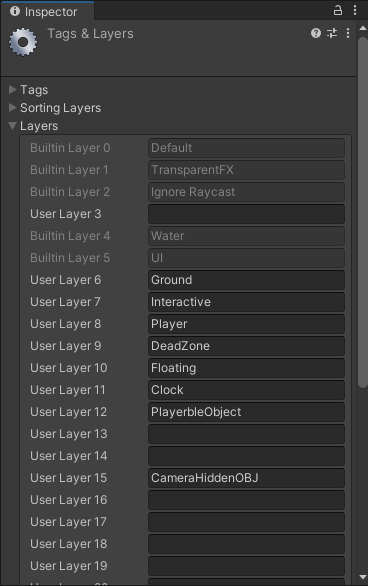 Inspector
Tags & Layers
Tags
Sorting Layers
Layers
Builtin Layer 0 Default
Builtin Layer 1 TransparentFX
Builtin Layer 2 Ignore Raycast
User Layer 3
Builtin Layer 4 Water
Builtin Layer 5 UI
User Layer 6 Ground
User Layer 7 Interactive
User Layer 8 Player
User Layer 9 DeadZone
User Layer 10 Floating
User Layer 11 Clock
User Layer 12 PlayerbleObject
User Layer 13
User Layer 14
User Layer 15 CameraHiddenOBJ
User Layer 16
User Layer 17
User Layer 18
User Layer 19